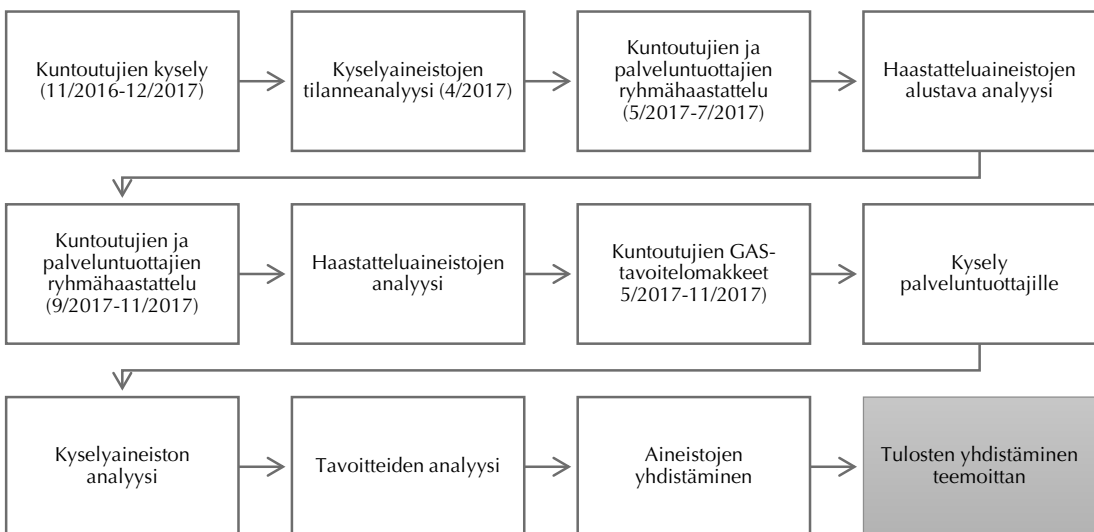 Kuntoutujien kysely
(11/2016-12/2017)
Kyselyaineistojen
tilanneanalyysi (4/2017)
Kuntoutujien ja
palveluntuottajien
ryhmähaastattelu
(5/2017-7/2017)
Haastatteluaineistojen
alustava analyysi
Kuntoutujien ja
palveluntuottajien
ryhmähaastattelu
(9/2017-11/2017)
Haastatteluaineistojen
analyysi
Kuntoutujien GAS-
tavoitelomakkeet
5/2017-11/2017)
Kysely
palveluntuottajille
Kyselyaineiston
analyysi
Tavoitteiden analyysi
Aineistojen
yhdistäminen
Tulosten yhdistäminen
teemoittan